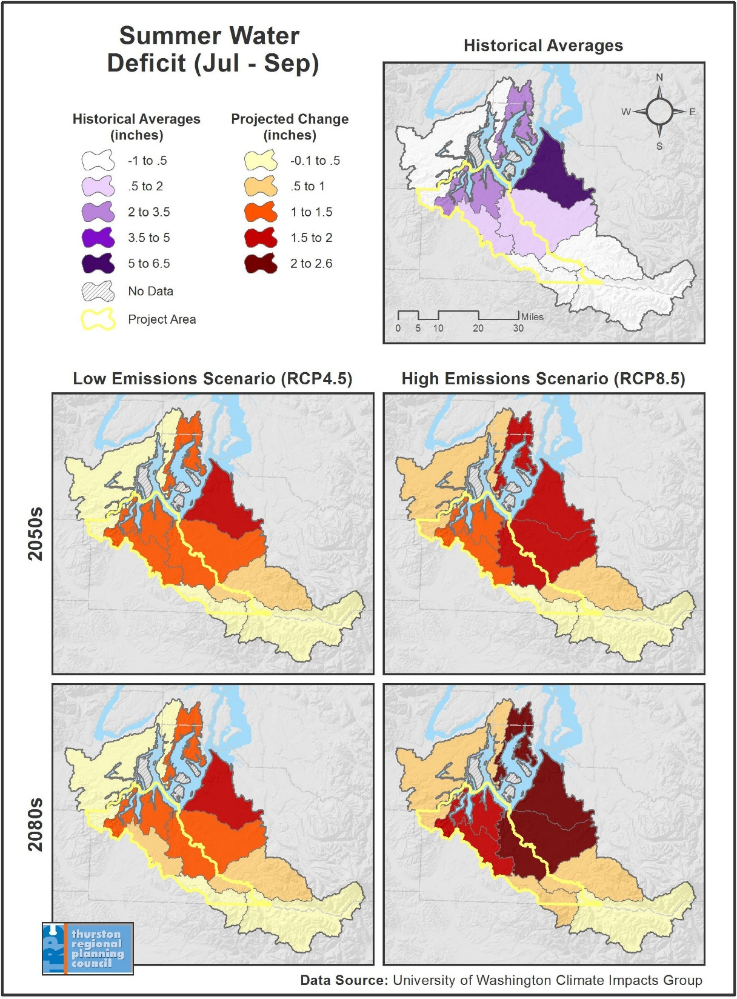 Summer Water
Deficit (Jul - Sep)
Historical Averages
(inches)
-1 to .5
.5 to 2
2 to 3.5
3.5 to 5
5 to 6.5
No Data
Project Area
Projected Change
(inches)
-0.1 to .5
.5 to 1
1 to 1.5
1.5 to 2
2 to 2.6
Historical Averages
N
W E
S
Miles
0 5 10 20 30
Low Emissions Scenario (RCP4.5)
High Emissions Scenario (RCP8.5)
2050s
2080s
TRPC
thurston
regional
planning
council
Data Source: University of Washington Climate Impacts Group